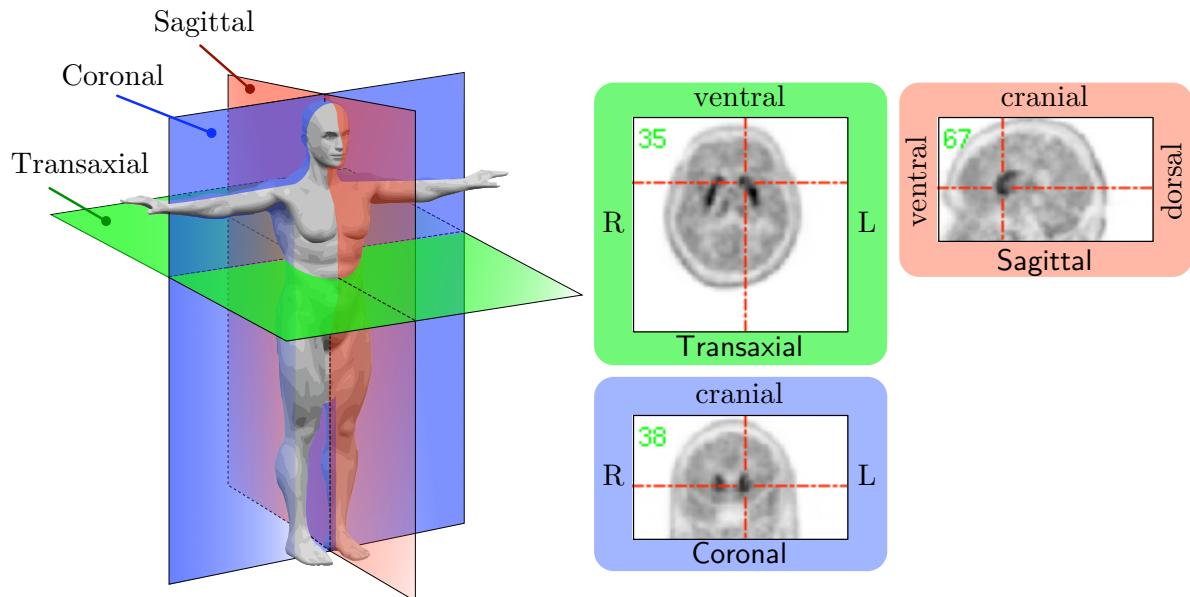 Sagittal
Coronal
Transaxial
ventral
35
R
L
Transaxial
cranial
67
ventral
dorsal
Sagittal
cranial
38
R
L
Coronal